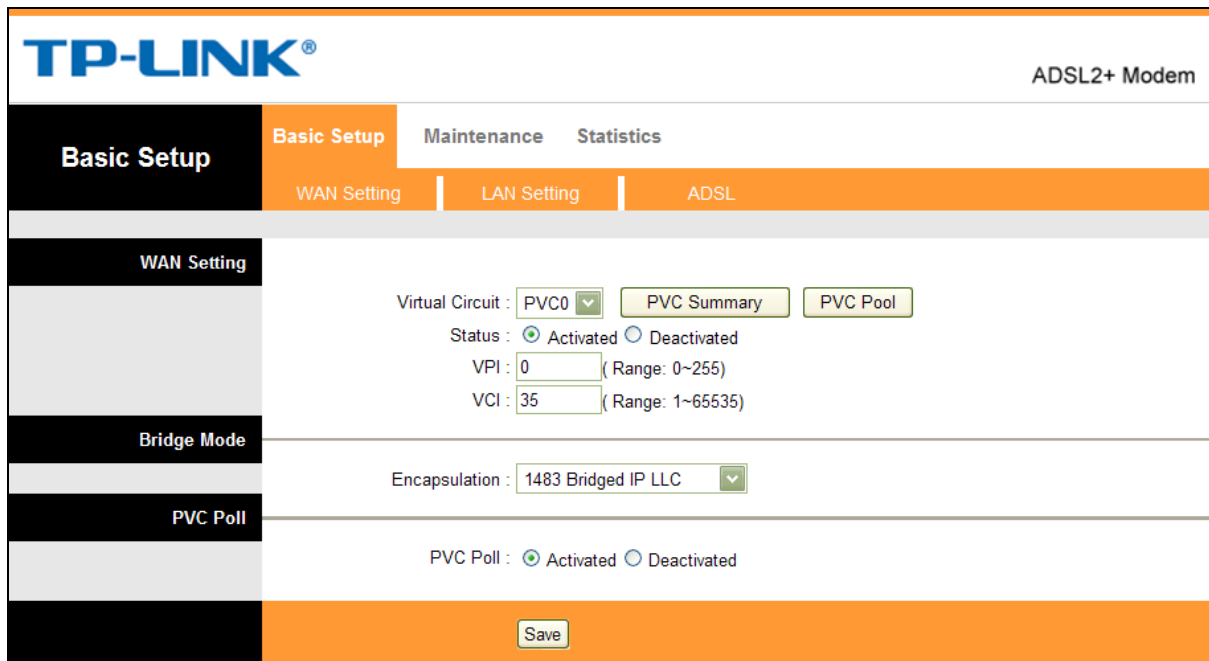 TP-LINK®
ADSL2+ Modem
Basic Setup
Basic Setup Maintenance Statistics
WAN Setting LAN Setting ADSL
WAN Setting
Virtual Circuit : PVC0 PVC Summary PVC Pool
Status : Activated Deactivated
VPI : 0 ( Range: 0~255)
VCI : 35 ( Range: 1~65535)
Bridge Mode
Encapsulation : 1483 Bridged IP LLC
PVC Poll
PVC Poll : Activated Deactivated
Save